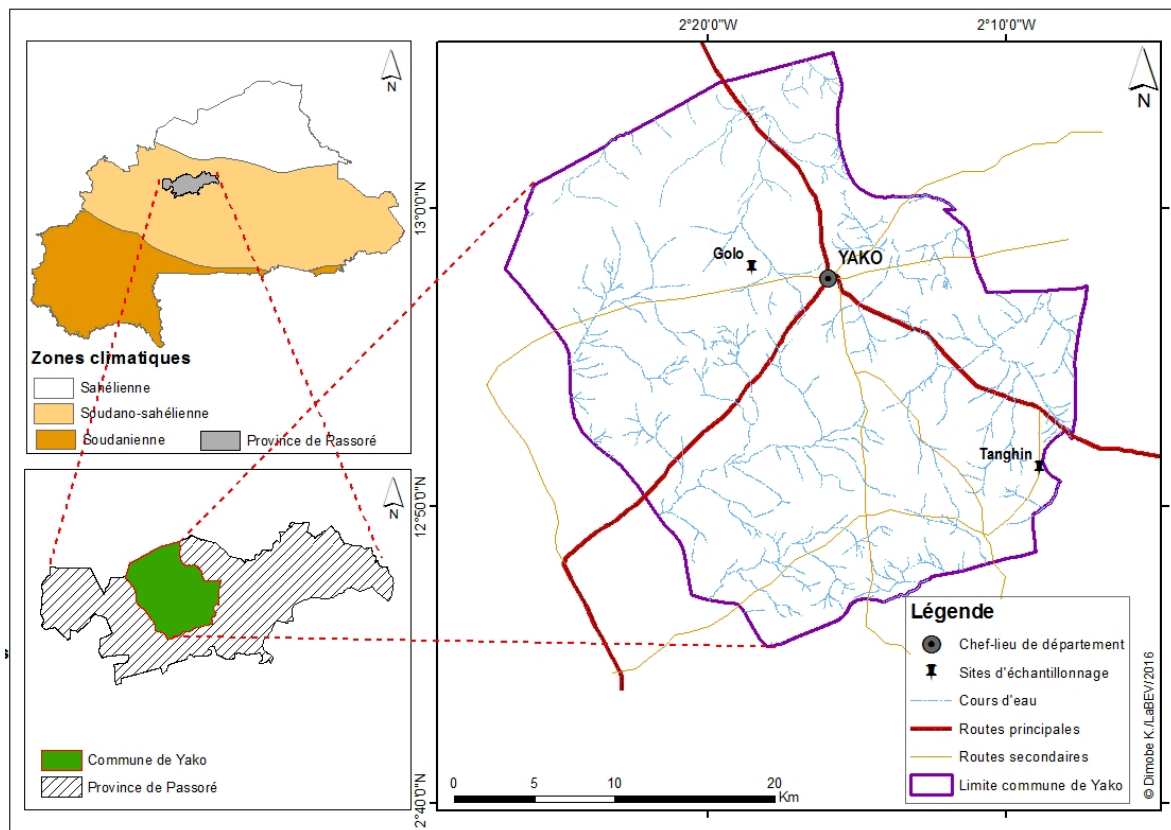 N
Zones climatiques
Sahélienne
Soudano-sahélienne
Soudanienne
Province de Rassoré
N
Commune de Yako
Province de Passoré
2°20'0"W
2°10'0"W
N
13°0'0"N
12°50'0"N
2°40'0"N
Golo
YAKO
Tanghin
Légende
Chef-lieu de département
Sites d'échantillonnage
Cours d'eau
Routes principales
Routes secondaires
Limite commune de Yako
0 5 10 20
Km
© Dimobe K./LaBEV/2016
s